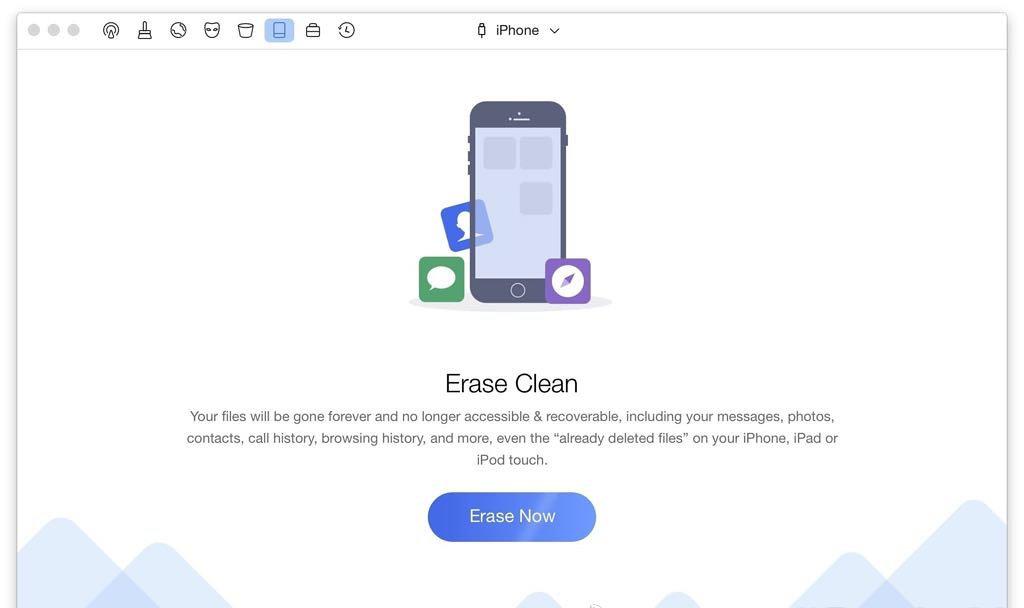 iPhone
Erase Clean
Your files will be gone forever and no longer accessible & recoverable, including your messages, photos,
contacts, call history, browsing history, and more, even the “already deleted files” on your iPhone, iPad or
iPod touch.
Erase Now